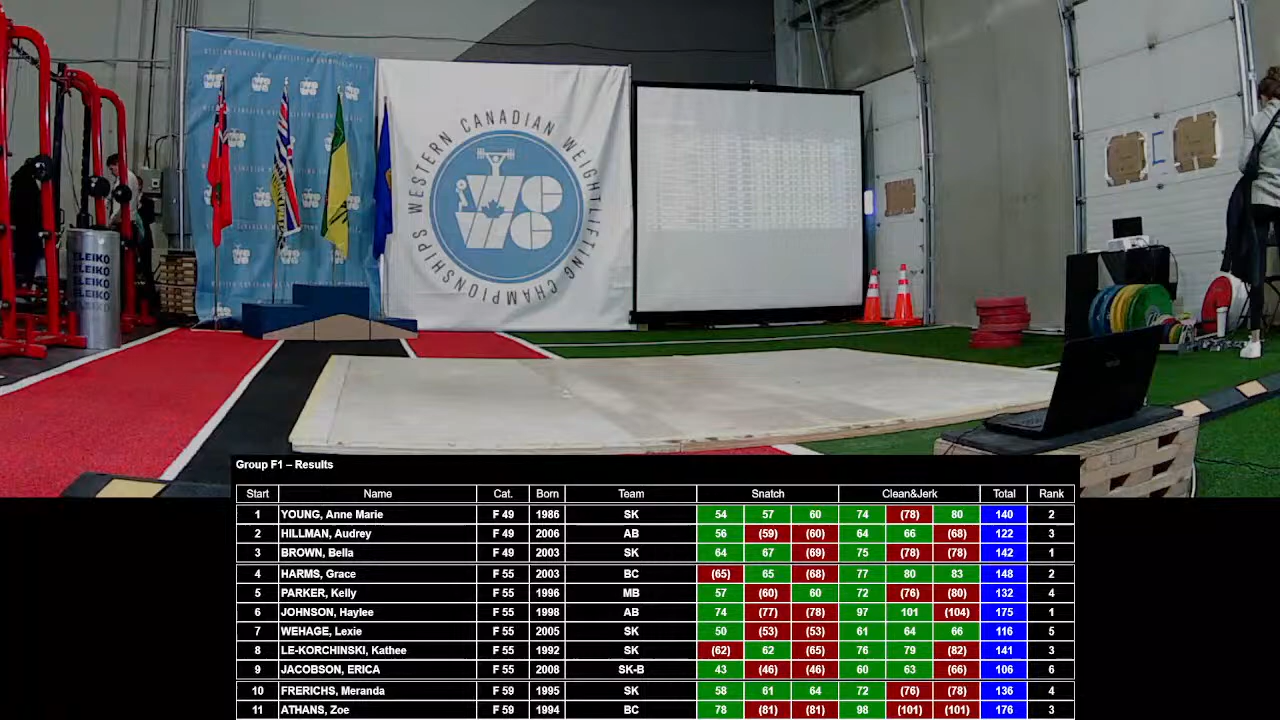 WESTERN CANADIAN WEIGHTLIFTING CHAMPIONSHIPS
WC
WC
ELEIKO
ELEIKO
ELEIKO
ELEIKO
Group F1 – Results
Start Name Cat. Born Team Snatch Clean&Jerk Total Rank
1 YOUNG, Anne Marie F 49 1986 SK 54 57 60 74 (78) 80 140 2
2 HILLMAN, Audrey F 49 2006 AB 56 (59) (60) 64 66 (68) 122 3
3 BROWN, Bella F 49 2003 SK 64 67 (69) 75 (78) (78) 142 1
4 HARMS, Grace F 55 2003 BC (65) 65 (68) 77 80 83 148 2
5 PARKER, Kelly F 55 1996 MB 57 (60) 60 72 (76) (80) 132 4
6 JOHNSON, Haylee F 55 1998 AB 74 (77) (78) 97 101 (104) 175 1
7 WEHAGE, Lexie F 55 2005 SK 50 (53) (53) 61 64 66 116 5
8 LE-KORCHINSKI, Kathee F 55 1992 SK (62) 62 (65) 76 79 (82) 141 3
9 JACOBSON, ERICA F 55 2008 SK-B 43 (46) (46) 60 63 (66) 106 6
10 FRERICHS, Meranda F 59 1995 SK 58 61 64 72 (76) (78) 136 4
11 ATHANS, Zoe F 59 1994 BC 78 (81) (81) 98 (101) (101) 176 3